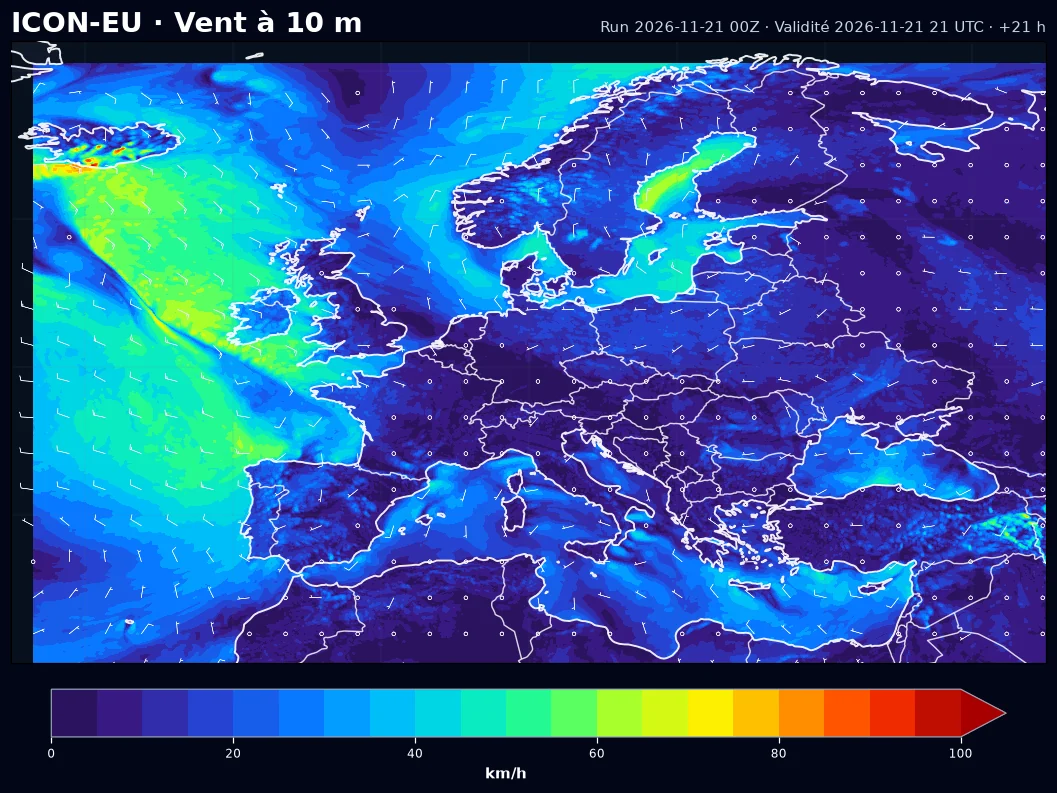 ICON-EU · Vent à 10 m
Run 2026-11-21 00Z · Validité 2026-11-21 21 UTC · +21 h
0 20 40 60 80 100
km/h